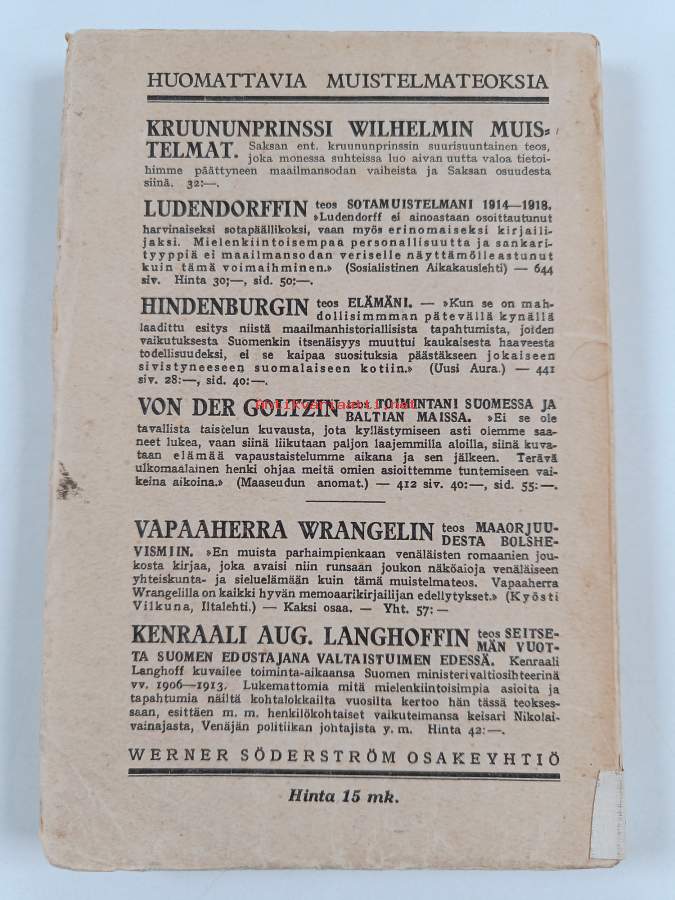 HUOMATTAVIA MUISTELMATEOKSIA
KRUUNUNPRINSSI WILHELMIN MUIS-
TELMAT. Saksan ent. kruununprinssin suurisuuntainen teos,
joka monessa suhteissa luo aivan uutta valoa tietoi-
himme päättyneen maailmansodan vaiheista ja Saksan osuudesta
siinä. 32:—.
LUDENDORFFIN teos SOTAMUISTELMANI 1914—1918.
»Ludendorff ei ainoastaan osoittautunut
harvinaiseksi sotapäällikoksi, vaan myös erinomaiseksi kirjaili-
jaksi. Mielenkiintoisempaa personallisuutta ja sankari-
tyyppiä ei maailmansodan veriselle näyttämölle astunut
kuin tämä voimaihminen.» (Sosialistinen Aikakauslehti) — 644
siv. Hinta 30;—, sid. 50:—.
HINDENBURGIN teos ELÄMÄNI. — »Kun se on mah-
dollisimmman pätevällä kynällä
laadittu esitys niistä maailmanhistoriallisista tapahtumista, joiden
vaikutuksesta Suomenkin itsenäisyys muuttui kaukaisesta haaveesta
todellisuudeksi, ei se kaipaa suosituksia päästäkseen jokaiseen
sivistyneeseen suomalaiseen kotiin.» (Uusi Aura.) — 441
siv. 28:—, sid. 40:—.
VON DER GOLTZIN teos TOIMINTANI SUOMESSA JA
Antikvariaatti.net
BALTIAN MAISSA. »Ei se ole
tavallista taistelun kuvausta, jota kyllästymiseen asti olemme saa-
neet lukea, vaan siinä liikutaan paljon laajemmilla aloilla, siinä kuva-
taan elämää vapaustaistelumme aikana ja sen jälkeen. Terävä
ulkomaalainen henki ohjaa meitä omien asioittemme tuntemiseen vai-
keina aikoina.» (Maaseudun anomat.) — 412 siv. 40:—, sid. 55:—.
VAPAAHERRA WRANGELIN teos MAAORJUU-
DESTA BOLSHE-
VISMIIN. »En muista parhaimpienkaan venäläisten romaanien jou-
kosta kirjaa, joka avaisi niin runsaan joukon näköaloja venäläiseen
yhteiskunta- ja sieluelämään kuin tämä muistelmateos. Vapaaherra
Wrangelilla on kaikki hyvän memoaarikirjailijan edellytykset.» (Kyösti
Vilkuna, Iltalehti.) — Kaksi osaa. — Yht. 57:—
KENRAALI AUG. LANGHOFFIN teos SEITSE-
MÄN VUOT-
TA SUOMEN EDUSTAJANA VALTAISTUIMEN EDESSÄ. Kenraali
Langhoff kuvailee toiminta-aikaansa Suomen ministerivaltiosihteerinä
vv. 1906—1913. Lukemattomia mitä mielenkiintoisimpia asioita ja
tapahtumia näiltä kohtalokkailta vuosilta kertoo hän tässä teokses-
saan, esittäen m. m. henkilökohtaiset vaikutelmansa keisari Nikolai-
vainajasta, Venäjän politiikan johtajista y. m. Hinta 42:—.
WERNER SÖDERSTRÖM OSAKEYHTIÖ
Hinta 15 mk.